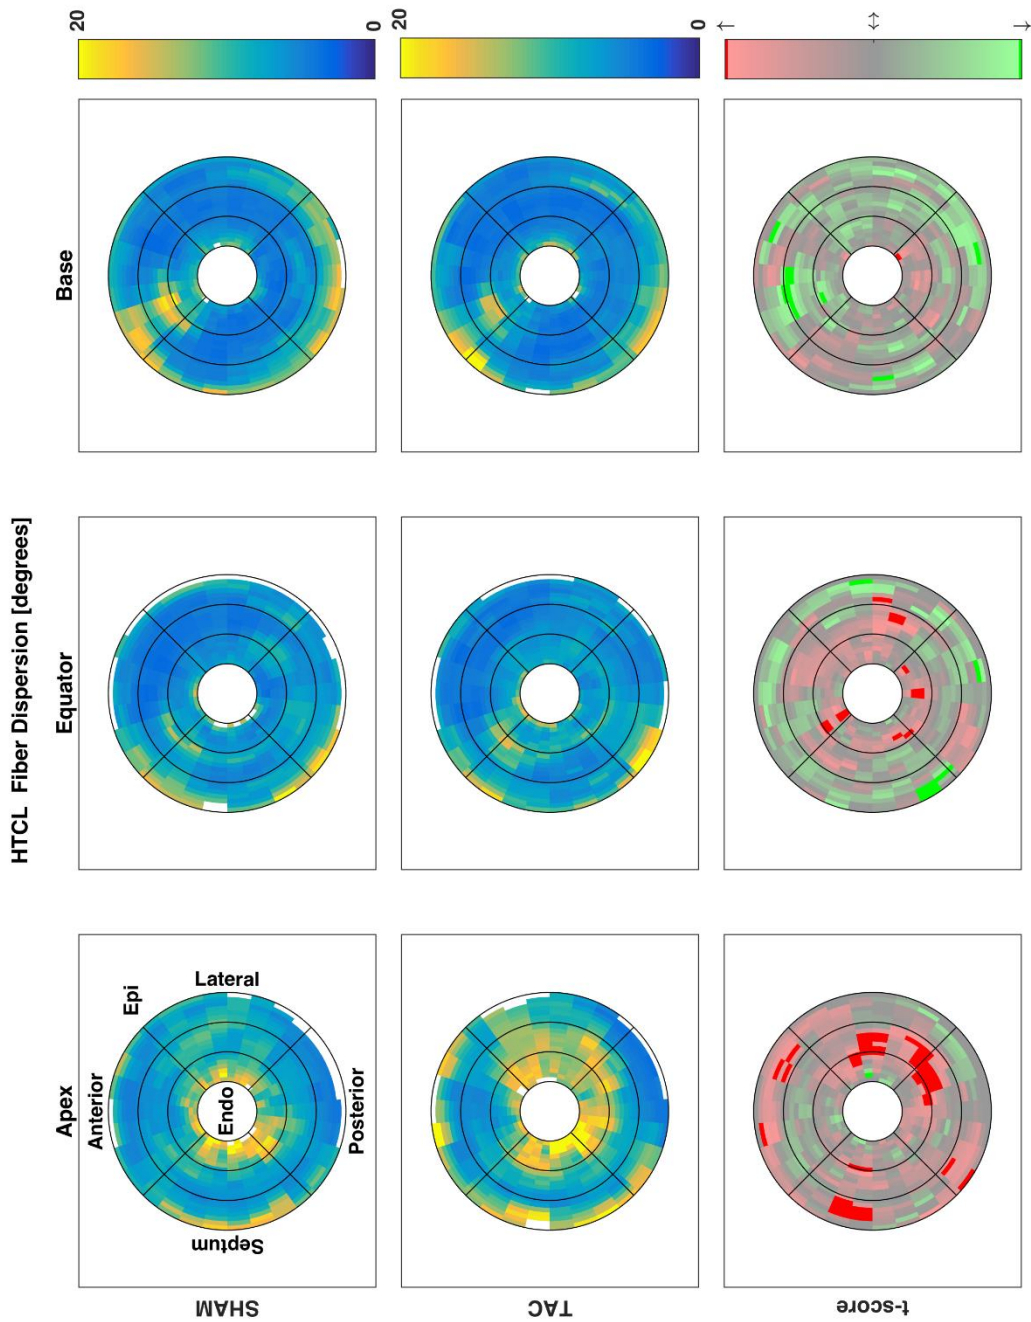 HTCL Fiber Dispersion [degrees]
Apex
Equator
Base
SHAM
Anterior
Epi
Septum
Endo
Lateral
Posterior
20
0
TAC
20
0
t-score
↑
↕
↓